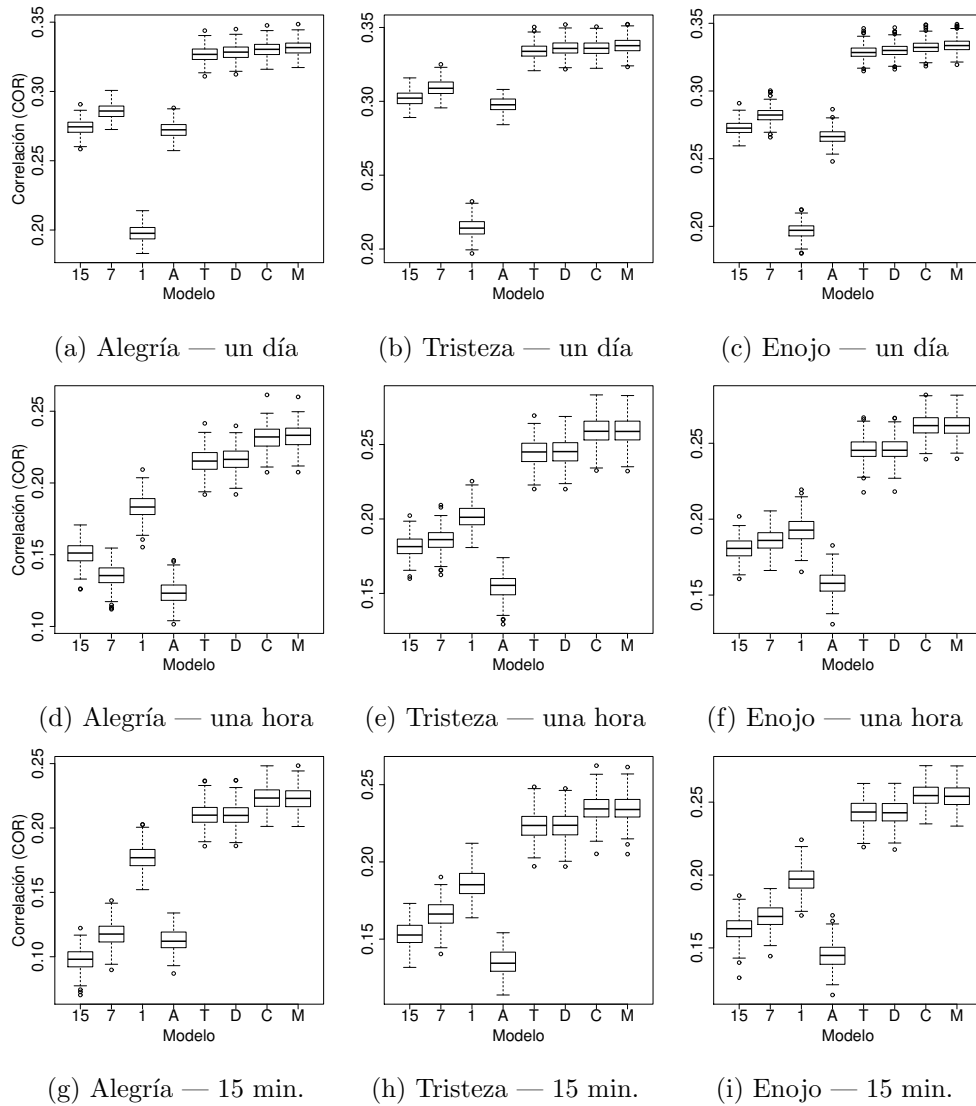 Correlación (COR)
0.20 0.25 0.30 0.35
15 7 1 A T D C M
Modelo
0.20 0.25 0.30 0.35
15 7 1 A T D C M
Modelo
0.20 0.25 0.30 0.35
15 7 1 A T D C M
Modelo
(a) Alegría — un día
(b) Tristeza — un día
(c) Enojo — un día
Correlación (COR)
0.10 0.15 0.20 0.25
15 7 1 A T D C M
Modelo
0.15 0.20 0.25
15 7 1 A T D C M
Modelo
0.15 0.20 0.25
15 7 1 A T D C M
Modelo
(d) Alegría — una hora
(e) Tristeza — una hora
(f) Enojo — una hora
Correlación (COR)
0.10 0.15 0.20 0.25
15 7 1 A T D C M
Modelo
0.15 0.20 0.25
15 7 1 A T D C M
Modelo
0.15 0.20 0.25
15 7 1 A T D C M
Modelo
(g) Alegría — 15 min.
(h) Tristeza — 15 min.
(i) Enojo — 15 min.